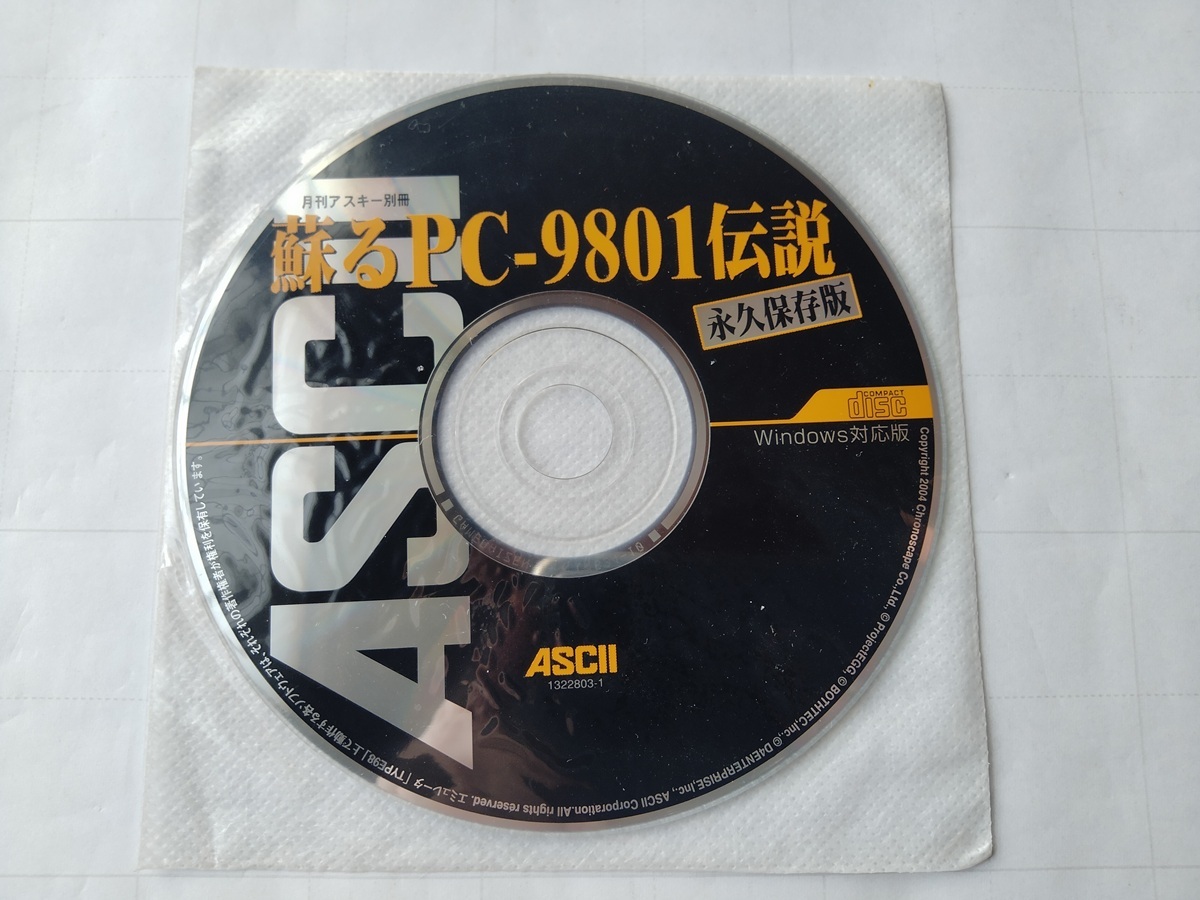 月刊アスキー別冊
蘇るPC-9801伝説
永久保存版
ASCII
COMPACT
disc
Windows対応版
ASCII
1322803-1
Copyright 2004 Chronoscape Co.,Ltd., © ProjectEGG, © BOTHTEC,Inc.,© D4ENTERPRISE,Inc., ASCII Corporation.All rights reserved. エミュレータ「TYPE98」上で動作する各ソフトウェアは、それぞれの著作権者が権利を保有しています。